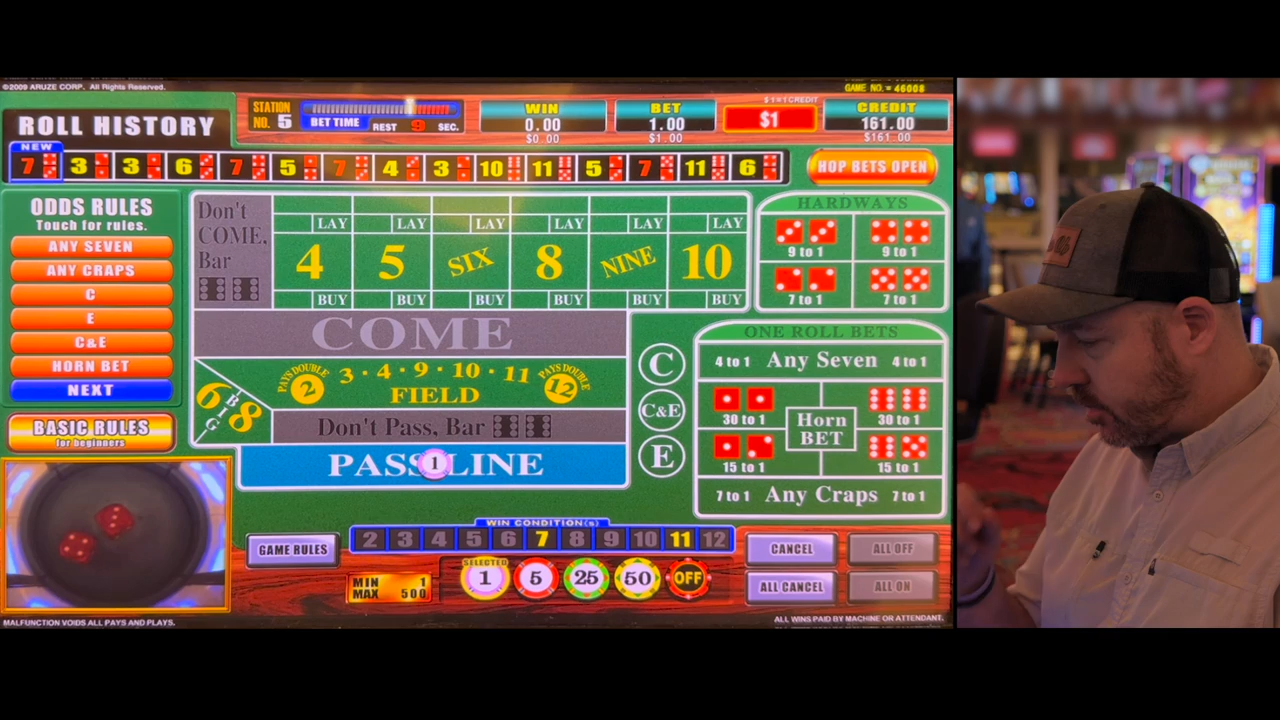 ©2009 ARUZE CORP. All Rights Reserved.
GAME NO.= 46008
ROLL HISTORY
STATION NO. 5
BET TIME
REST 9 SEC.
WIN
0.00
$0.00
BET
1.00
$1.00
$1=1CREDIT
$1
CREDIT
161.00
$161.00
NEW
7 3 3 6 7 5 7 4 3 10 11 5 7 11 6
HOP BETS OPEN
ODDS RULES
Touch for rules.
ANY SEVEN
ANY CRAPS
C
E
C&E
HORN BET
NEXT
BASIC RULES
for beginners
Don't
COME,
Bar
LAY LAY LAY LAY LAY LAY
4 5 SIX 8 NINE 10
BUY BUY BUY BUY BUY BUY
COME
PAYS DOUBLE
2
3 · 4 · 9 · 10 · 11
PAYS DOUBLE
12
FIELD
6 BIG 8
Don't Pass, Bar
PASS LINE
1
C
C&E
E
HARDWAYS
9 to 1 9 to 1
7 to 1 7 to 1
ONE ROLL BETS
4 to 1 Any Seven 4 to 1
30 to 1 30 to 1
Horn
BET
15 to 1 15 to 1
7 to 1 Any Craps 7 to 1
WIN CONDITION(s)
2 3 4 5 6 7 8 9 10 11 12
GAME RULES
MIN 1
MAX 500
SELECTED
1 5 25 50 OFF
CANCEL
ALL OFF
ALL CANCEL
ALL ON
MALFUNCTION VOIDS ALL PAYS AND PLAYS.
ALL WINS PAID BY MACHINE OR ATTENDANT.